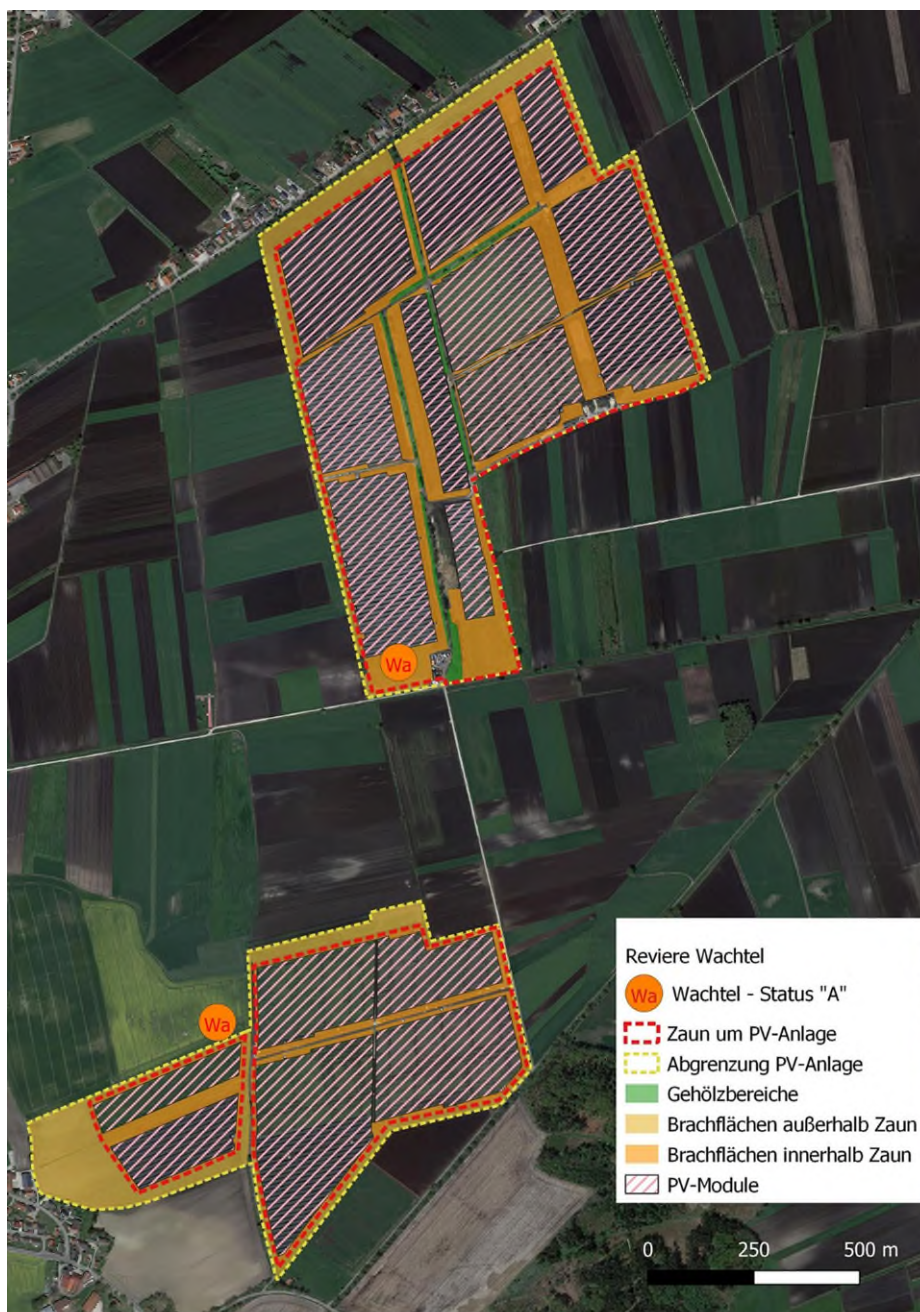 Wa
Wa
Reviere Wachtel
Wa Wachtel - Status "A"
Zaun um PV-Anlage
Abgrenzung PV-Anlage
Gehölzbereiche
Brachflächen außerhalb Zaun
Brachflächen innerhalb Zaun
PV-Module
0 250 500 m